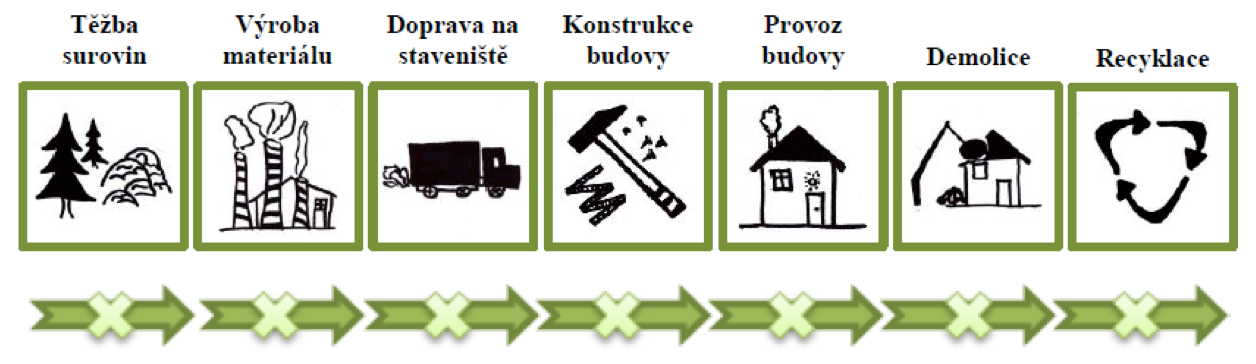 Těžba
surovin
Výroba
materiálu
Doprava na
staveniště
Konstrukce
budovy
Provoz
budovy
Demolice
Recyklace